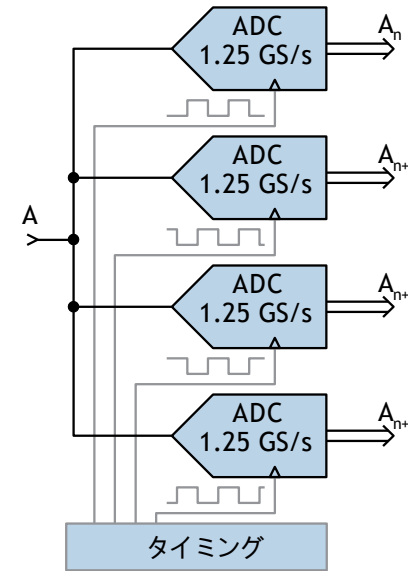 ADC
1.25 GS/s
An
ADC
1.25 GS/s
An+
A
ADC
1.25 GS/s
An+
ADC
1.25 GS/s
An+
タイミング